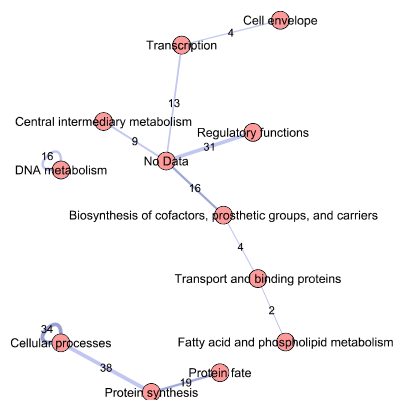 Cell envelope
4
Transcription
13
Central intermediary metabolism
Regulatory functions
9
31
16
No Data
DNA metabolism
16
Biosynthesis of cofactors, prosthetic groups, and carriers
4
Transport and binding proteins
2
34
Cellular processes
Fatty acid and phospholipid metabolism
38
Protein fate
19
Protein synthesis